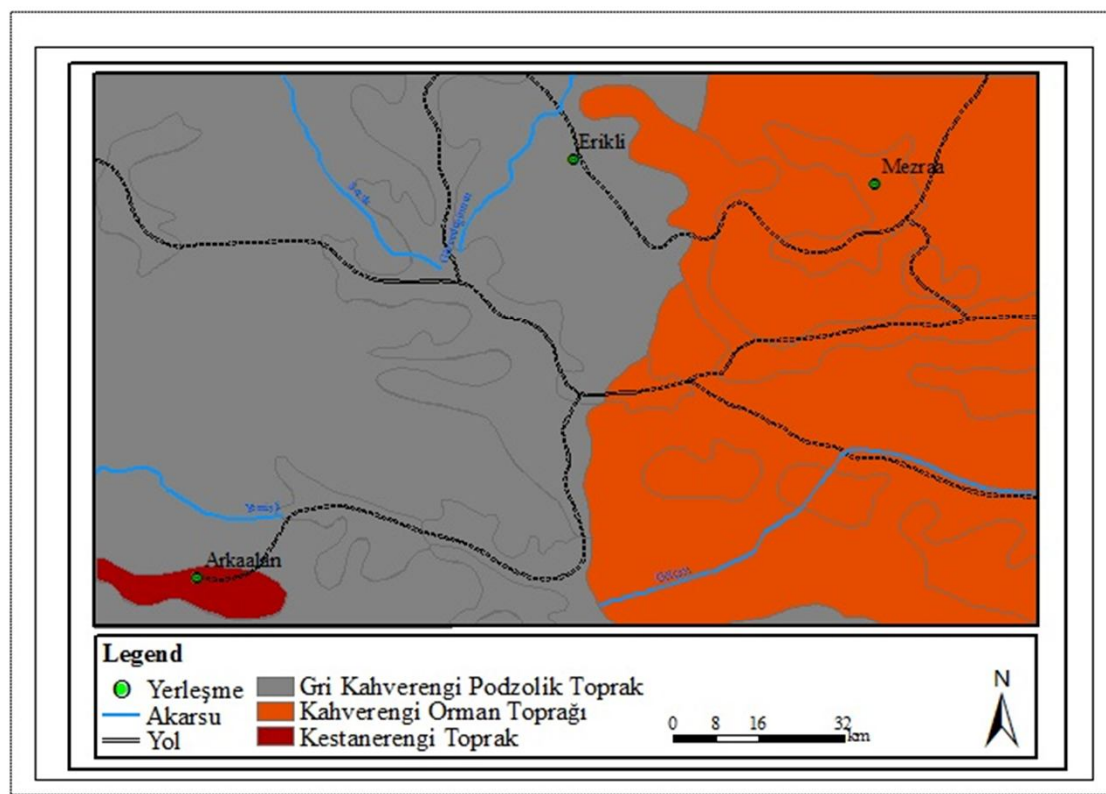 Erikli
Mezraa
Arkaalan
Legend
Yerleşme
Akarsu
Yol
Gri Kahverengi Podzolik Toprak
Kahverengi Orman Toprağı
Kestanerengi Toprak
0 8 16 32
km
N